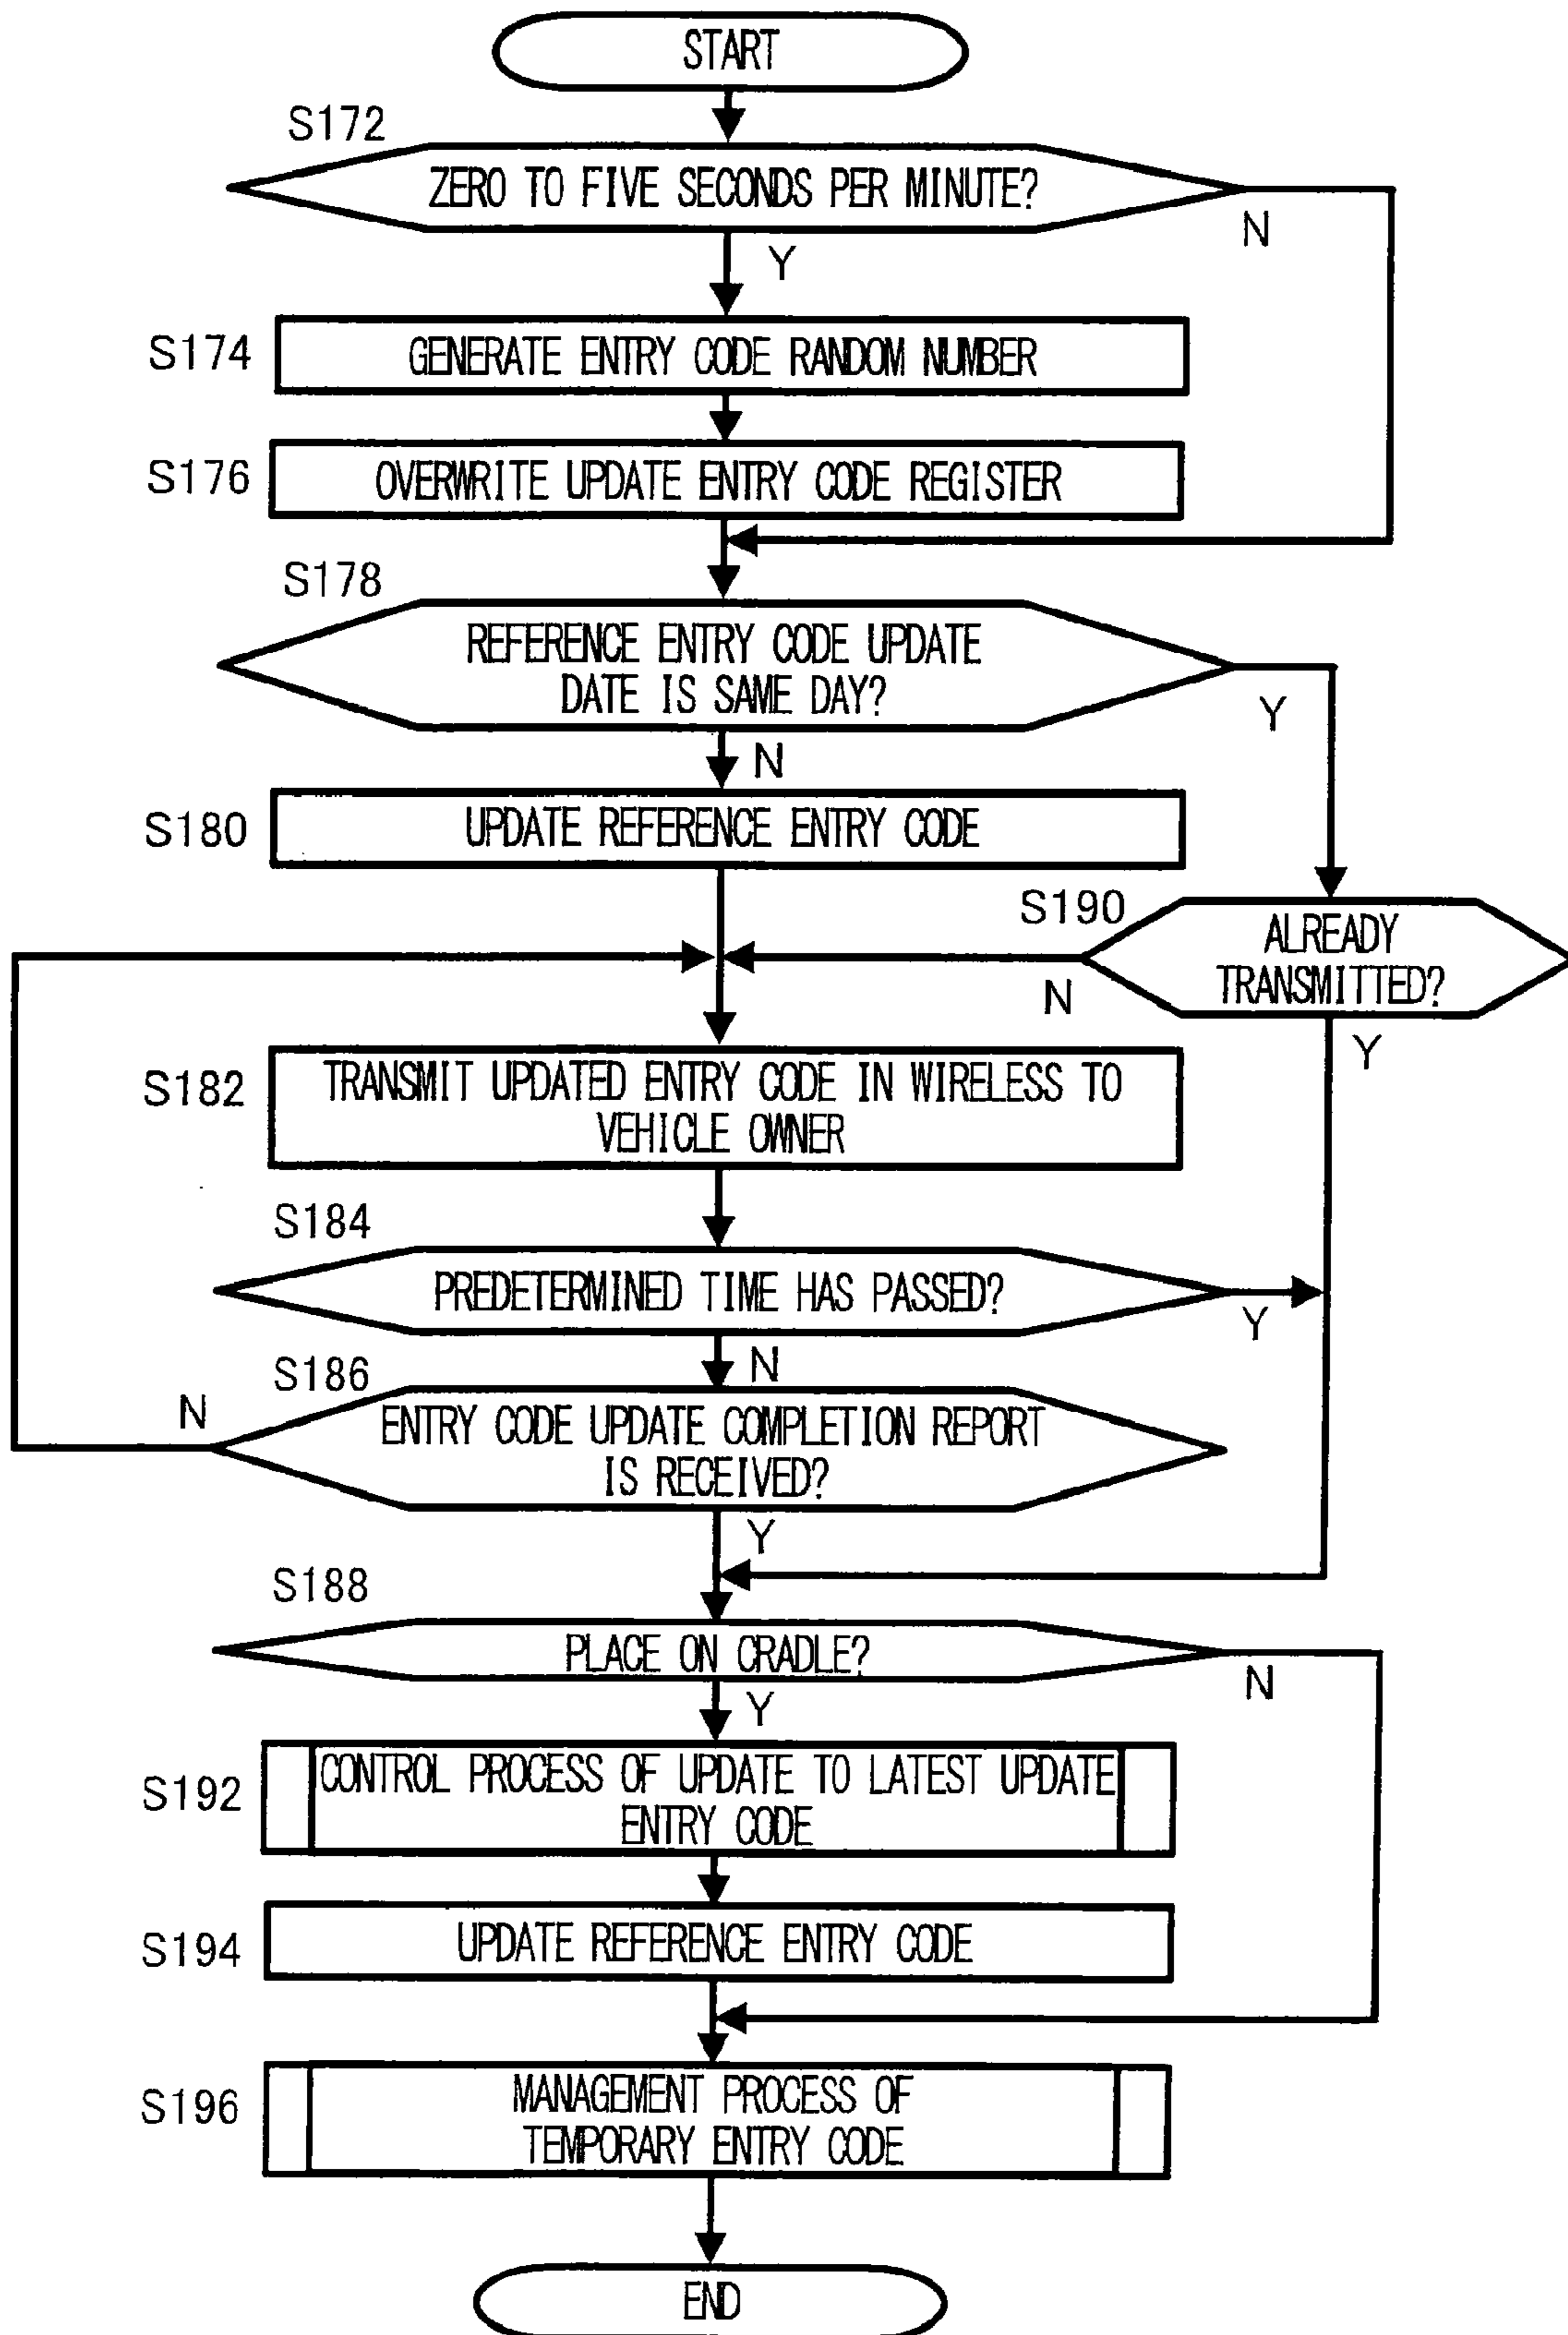 START
S172
ZERO TO FIVE SECONDS PER MINUTE?
N
Y
S174
GENERATE ENTRY CODE RANDOM NUMBER
S176
OVERWRITE UPDATE ENTRY CODE REGISTER
S178
REFERENCE ENTRY CODE UPDATE
DATE IS SAME DAY?
Y
N
S180
UPDATE REFERENCE ENTRY CODE
S190
ALREADY
TRANSMITTED?
N
Y
S182
TRANSMIT UPDATED ENTRY CODE IN WIRELESS TO
VEHICLE OWNER
S184
PREDETERMINED TIME HAS PASSED?
Y
N
S186
N
ENTRY CODE UPDATE COMPLETION REPORT
IS RECEIVED?
Y
S188
PLACE ON CRADLE?
N
Y
S192
CONTROL PROCESS OF UPDATE TO LATEST UPDATE
ENTRY CODE
S194
UPDATE REFERENCE ENTRY CODE
S196
MANAGEMENT PROCESS OF
TEMPORARY ENTRY CODE
END